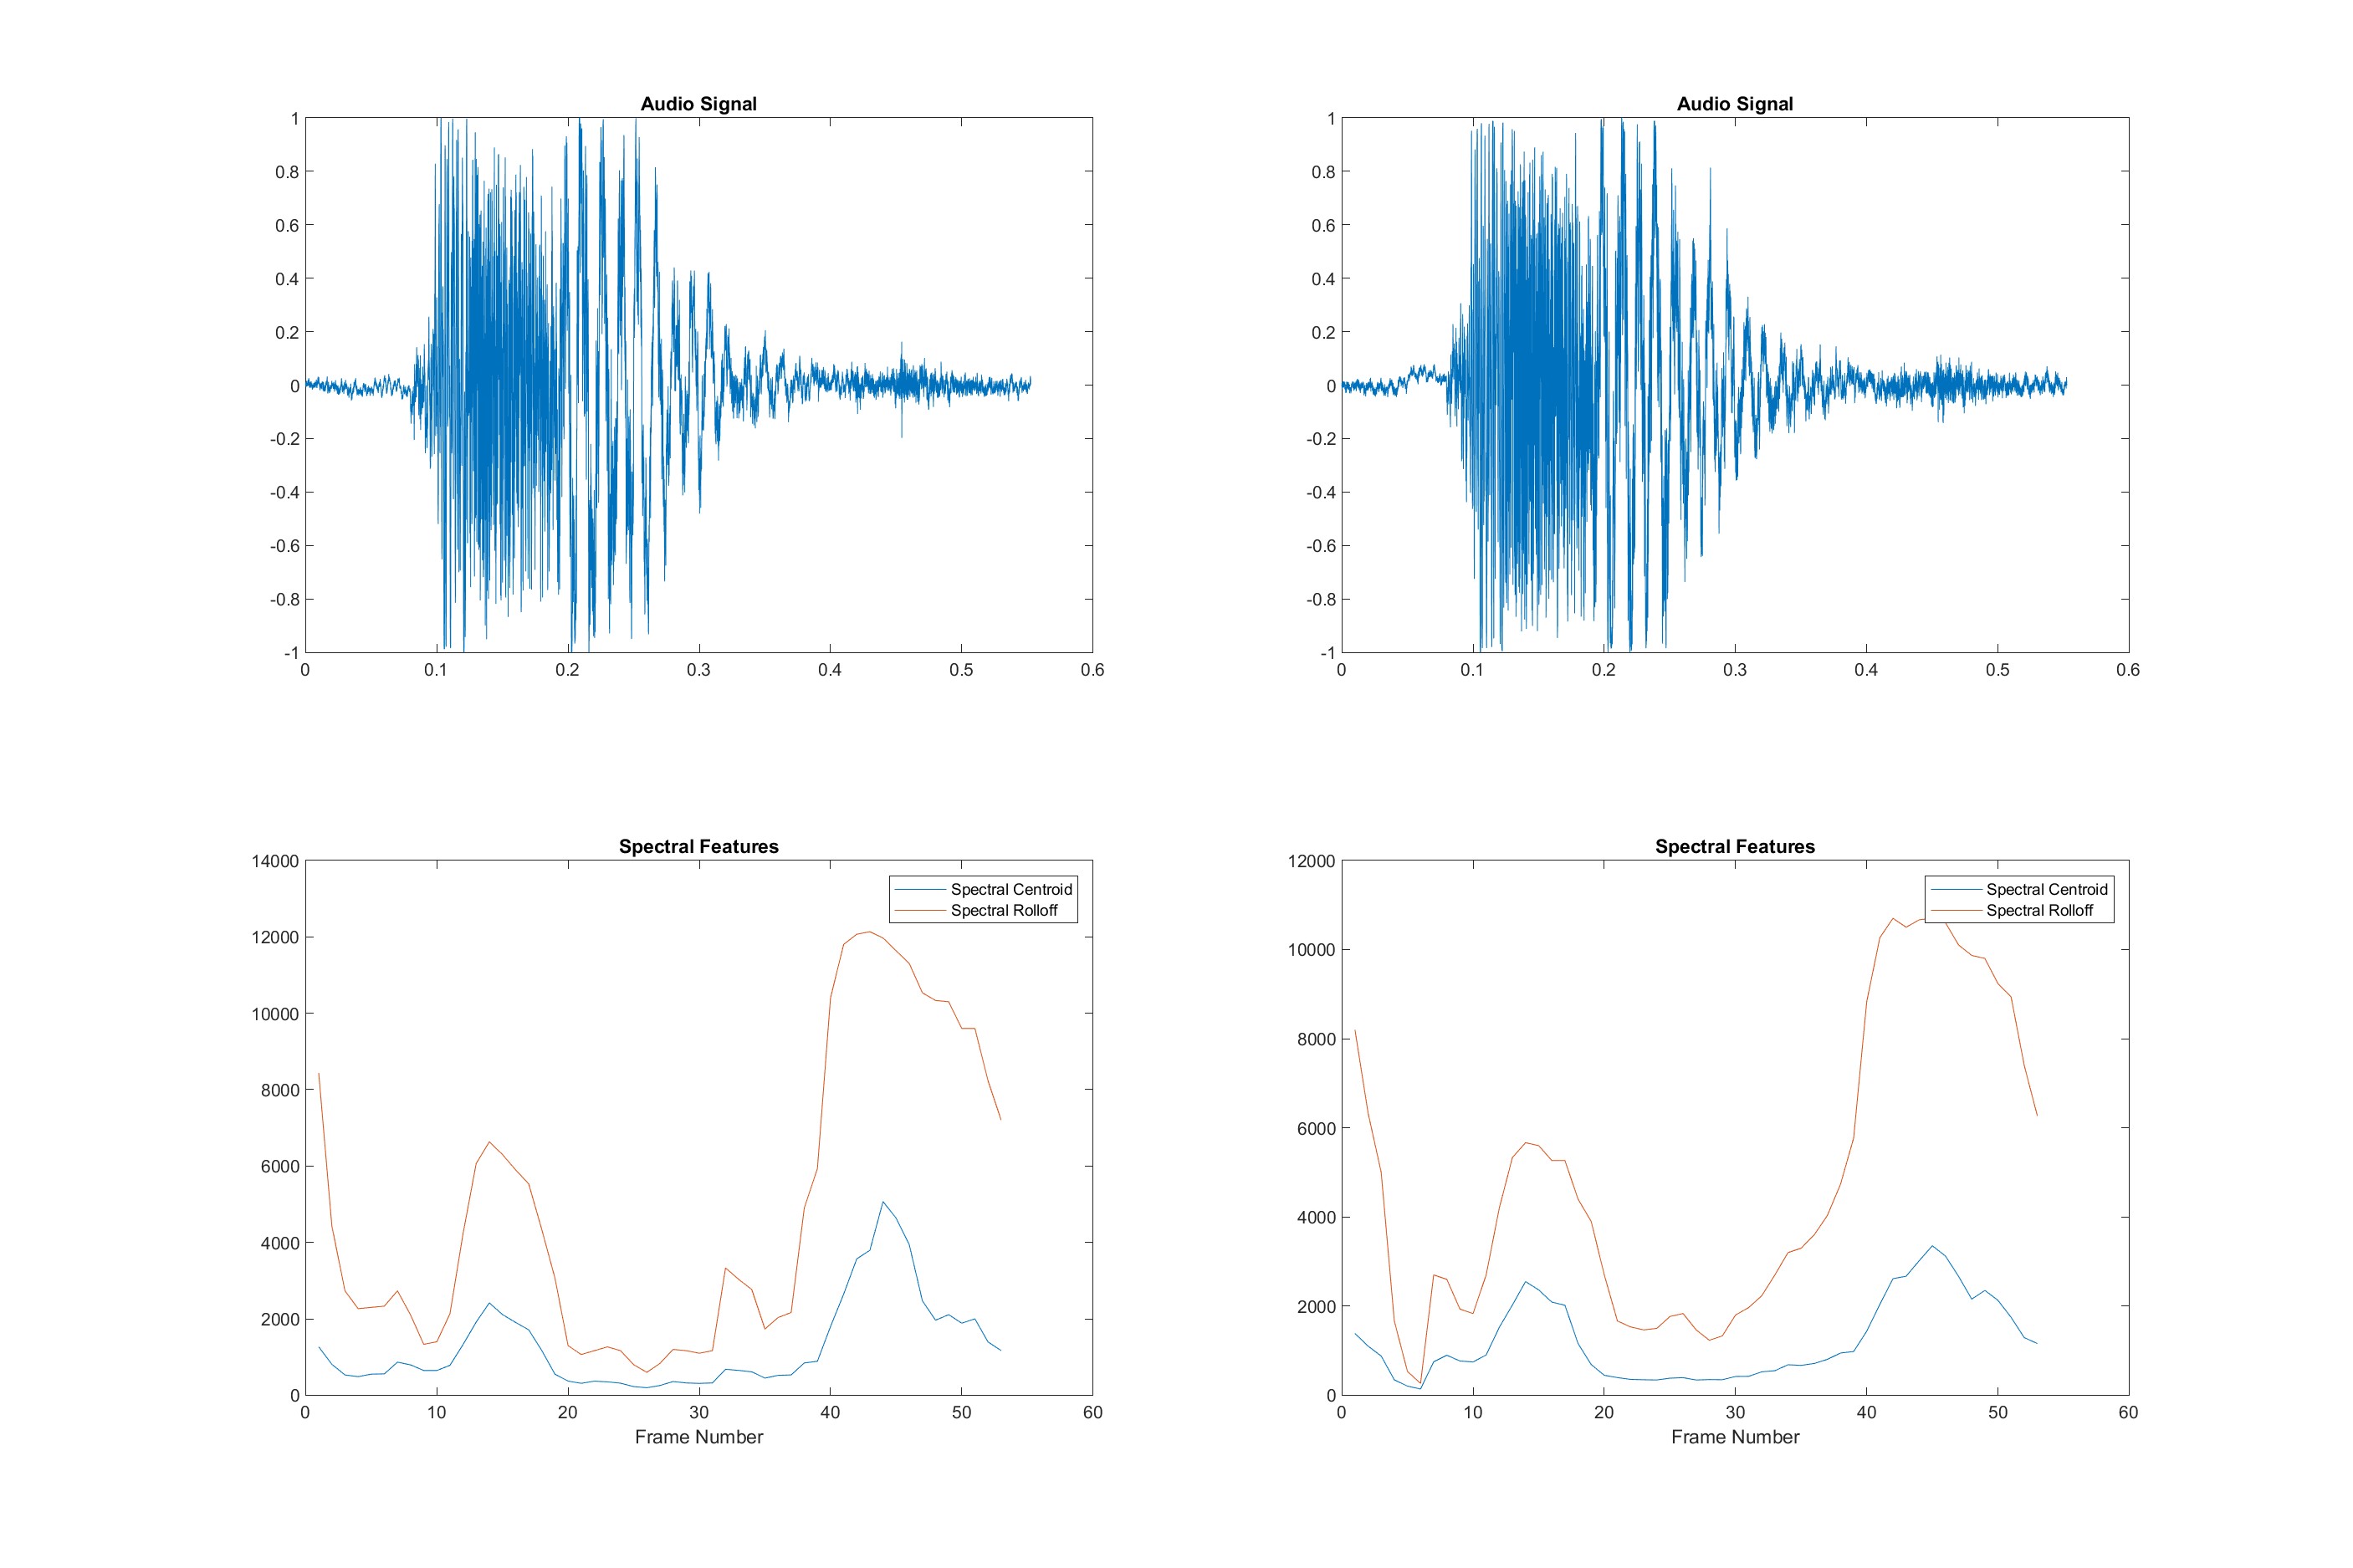 Audio Signal
1
0.8
0.6
0.4
0.2
0
-0.2
-0.4
-0.6
-0.8
-1
0 0.1 0.2 0.3 0.4 0.5 0.6
Audio Signal
1
0.8
0.6
0.4
0.2
0
-0.2
-0.4
-0.6
-0.8
-1
0 0.1 0.2 0.3 0.4 0.5 0.6
Spectral Features
14000
12000
10000
8000
6000
4000
2000
0
Spectral Centroid
Spectral Rolloff
0 10 20 30 40 50 60
Frame Number
Spectral Features
12000
10000
8000
6000
4000
2000
0
Spectral Centroid
Spectral Rolloff
0 10 20 30 40 50 60
Frame Number